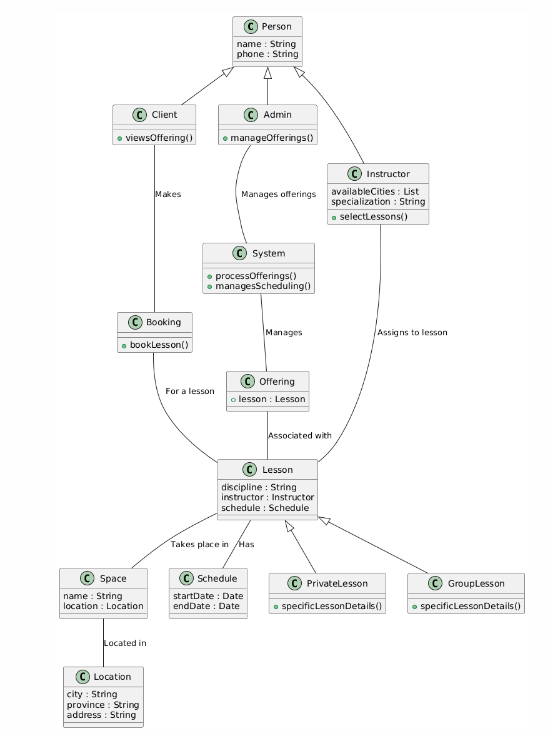 C Person
name : String
phone : String
C Client
viewsOffering()
C Admin
manageOfferings()
C Instructor
availableCities : List
specialization : String
selectLessons()
Makes
Manages offerings
C System
processOfferings()
managesScheduling()
C Booking
bookLesson()
Manages
Assigns to lesson
C Offering
lesson : Lesson
For a lesson
Associated with
C Lesson
discipline : String
instructor : Instructor
schedule : Schedule
Takes place in
Has
C Space
name : String
location : Location
C Schedule
startDate : Date
endDate : Date
C PrivateLesson
specificLessonDetails()
C GroupLesson
specificLessonDetails()
Located in
C Location
city : String
province : String
address : String